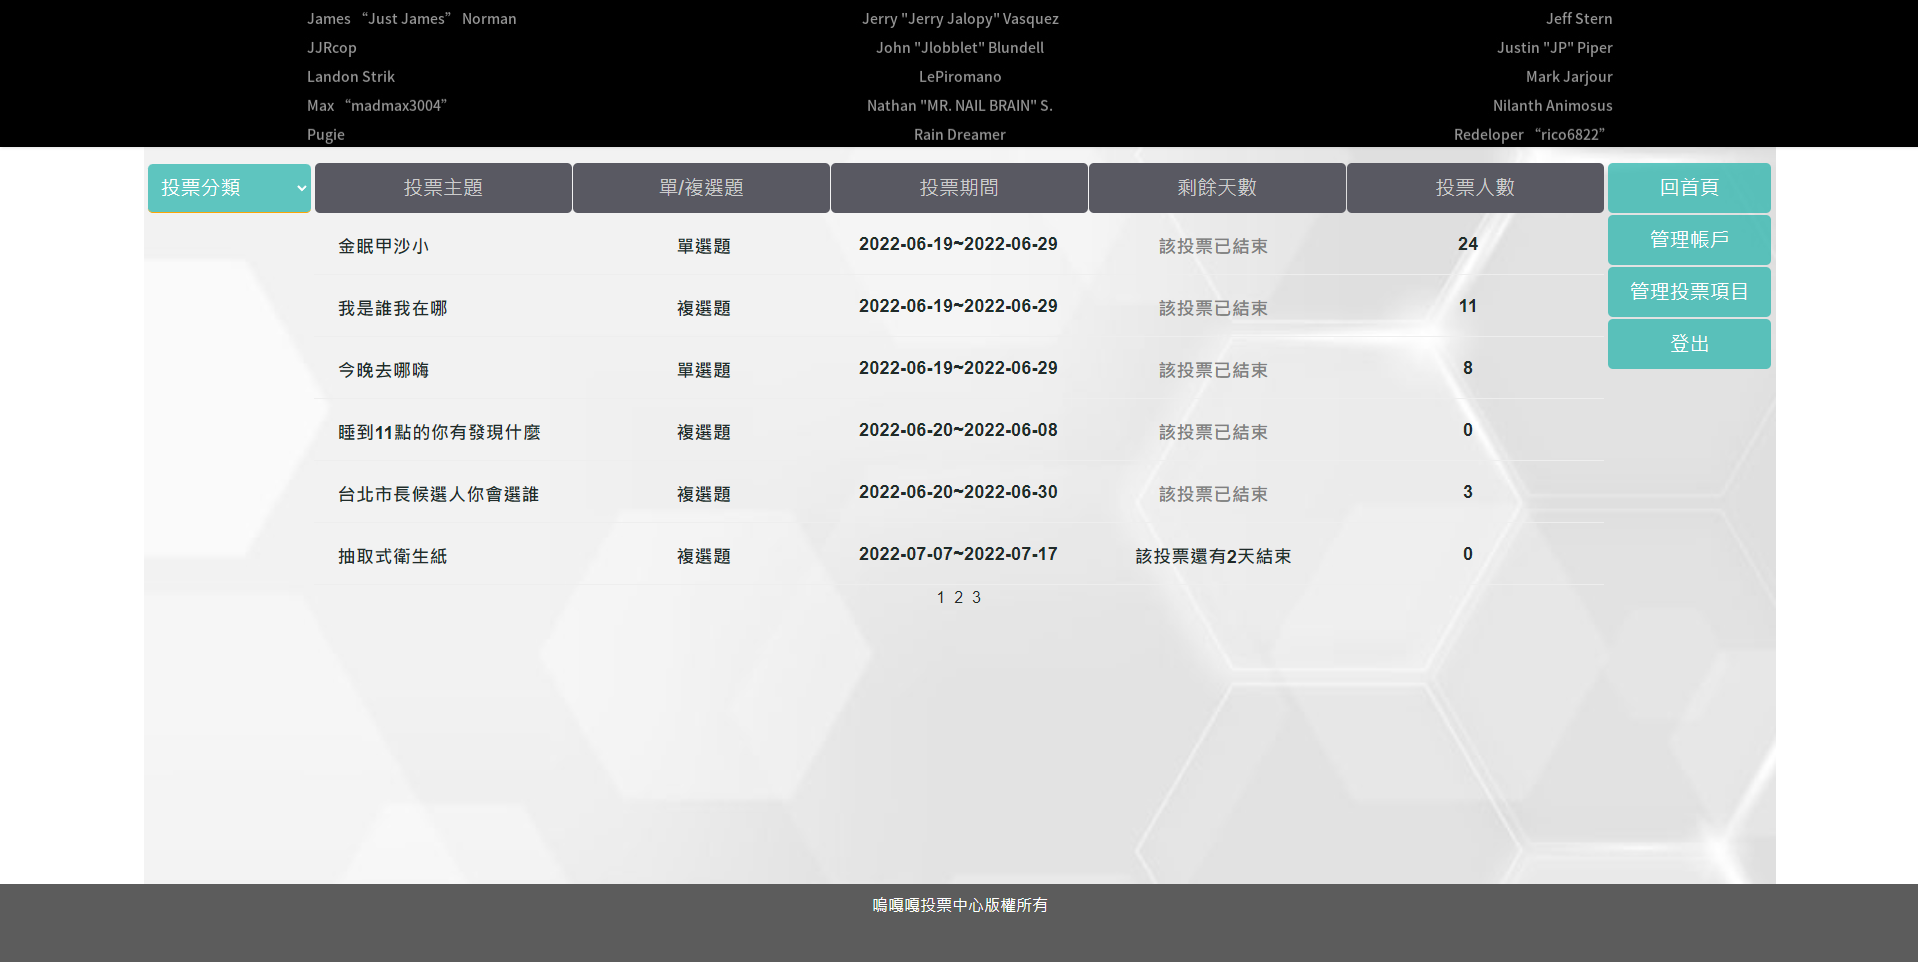 James “Just James” Norman Jerry "Jerry Jalopy" Vasquez Jeff Stern
JJRcop John "Jlobblet" Blundell Justin "JP" Piper
Landon Strik LePiromano Mark Jarjour
Max “madmax3004” Nathan "MR. NAIL BRAIN" S. Nilanth Animosus
Pugie Rain Dreamer Redeloper “rico6822”
投票分類 投票主題 單/複選題 投票期間 剩餘天數 投票人數 回首頁
管理帳戶
管理投票項目
登出
金眠甲沙小 單選題 2022-06-19~2022-06-29 該投票已結束 24
我是誰我在哪 複選題 2022-06-19~2022-06-29 該投票已結束 11
今晚去哪嗨 單選題 2022-06-19~2022-06-29 該投票已結束 8
睡到11點的你有發現什麼 複選題 2022-06-20~2022-06-08 該投票已結束 0
台北市長候選人你會選誰 複選題 2022-06-20~2022-06-30 該投票已結束 3
抽取式衛生紙 複選題 2022-07-07~2022-07-17 該投票還有2天結束 0
1 2 3
嗚嘎嘎投票中心版權所有